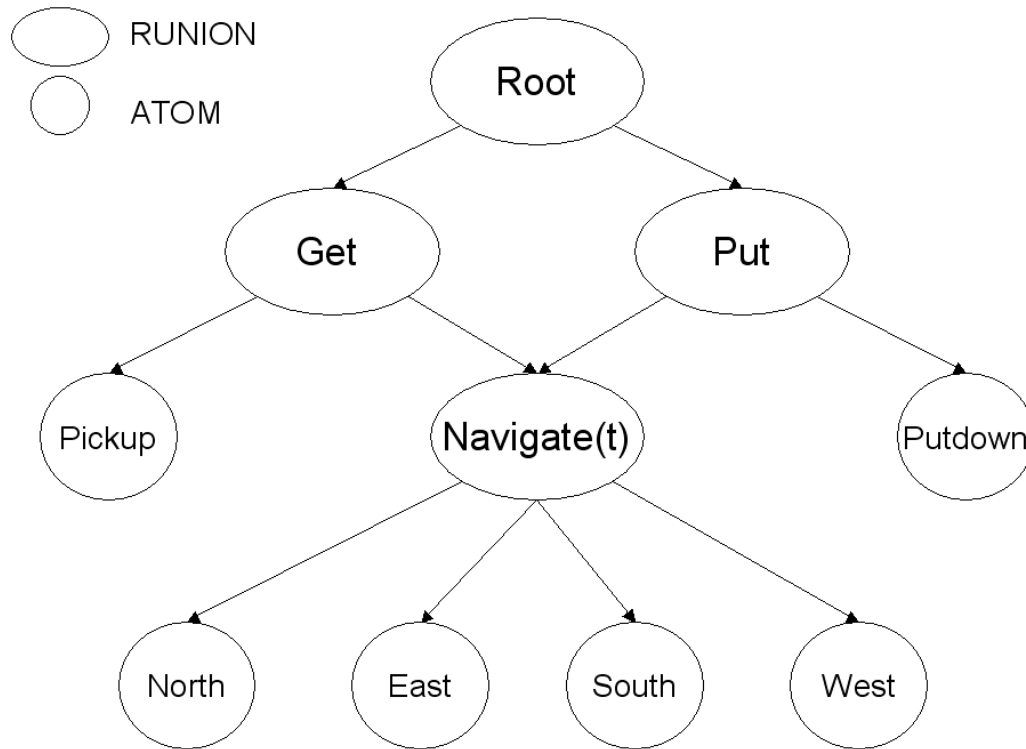 RUNION
ATOM
Root
Get
Put
Pickup
Navigate(t)
Putdown
North
East
South
West